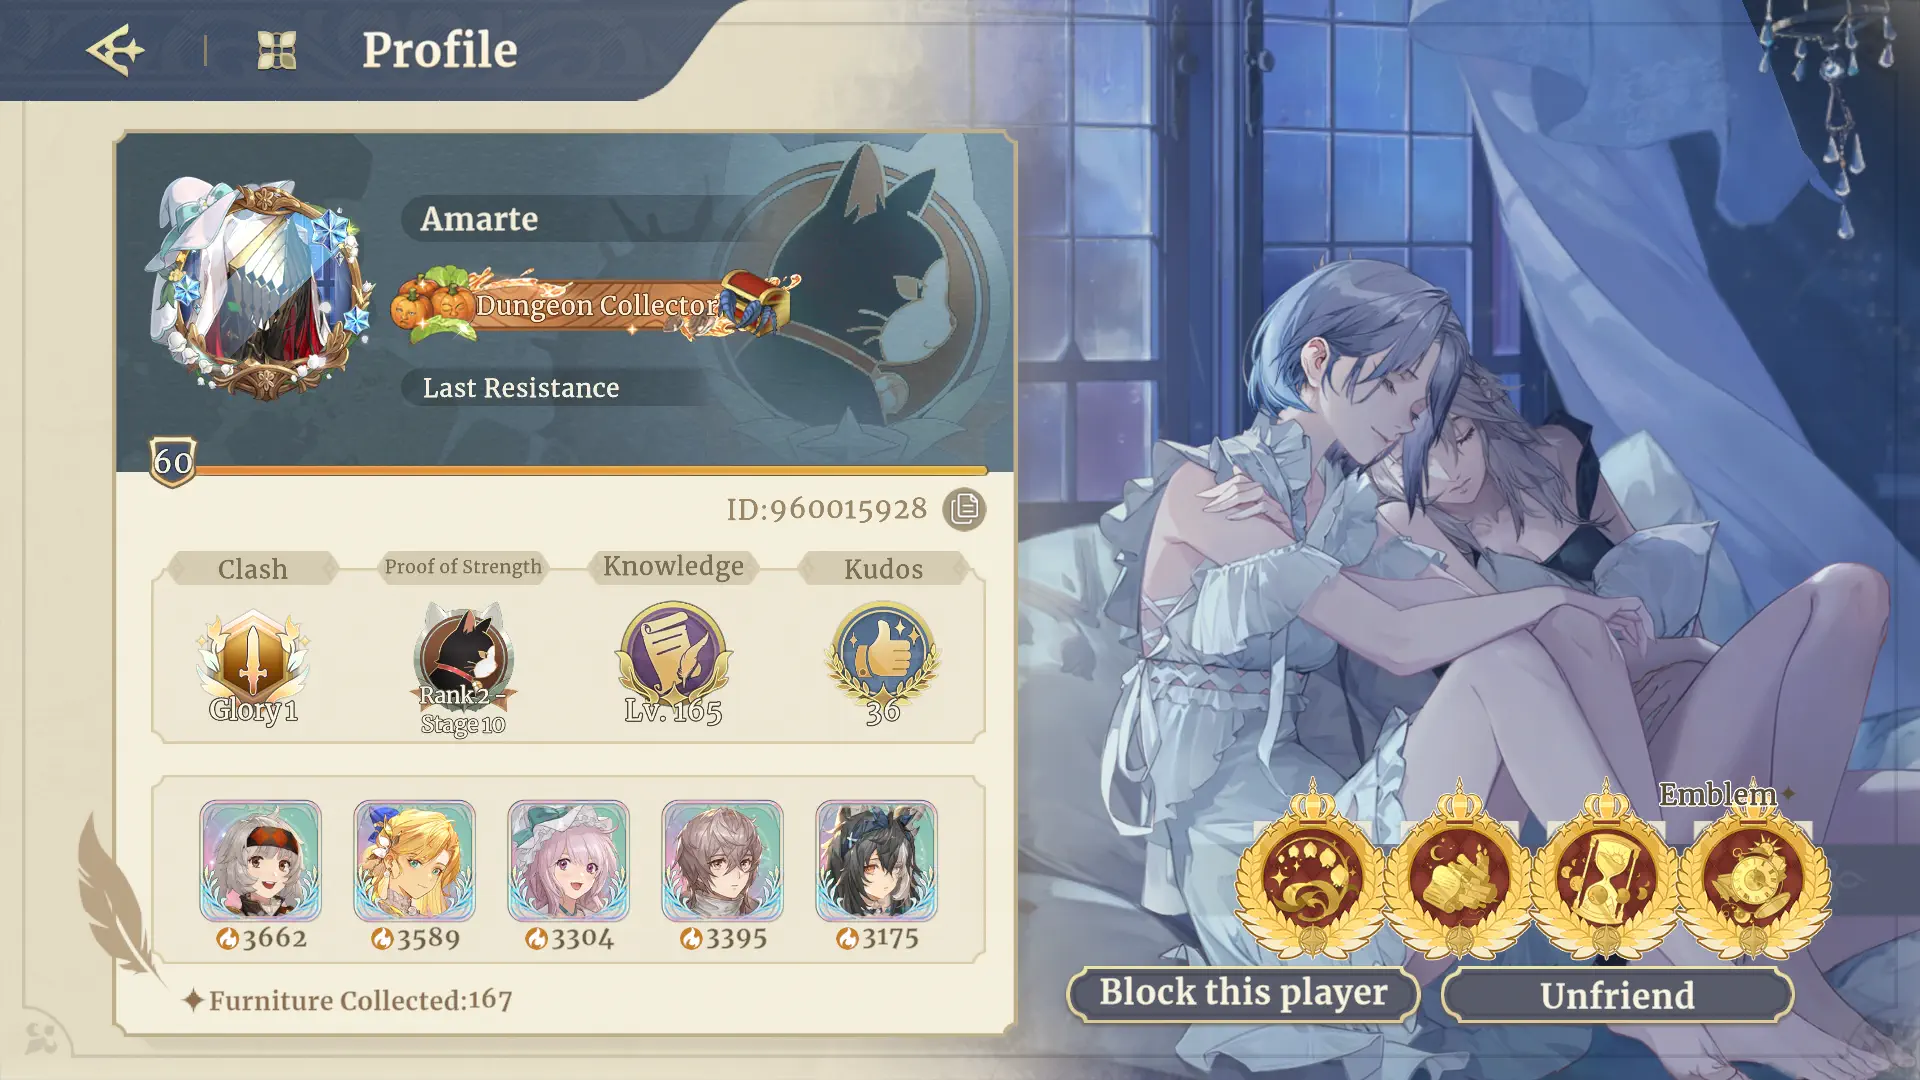 Profile
Amarte
Dungeon Collector
Last Resistance
60
ID:960015928
Clash
Proof of Strength
Knowledge
Kudos
Glory 1
Rank 2 -
Stage 10
Lv. 165
36
3662
3589
3304
3395
3175
Furniture Collected:167
Emblem
Block this player
Unfriend